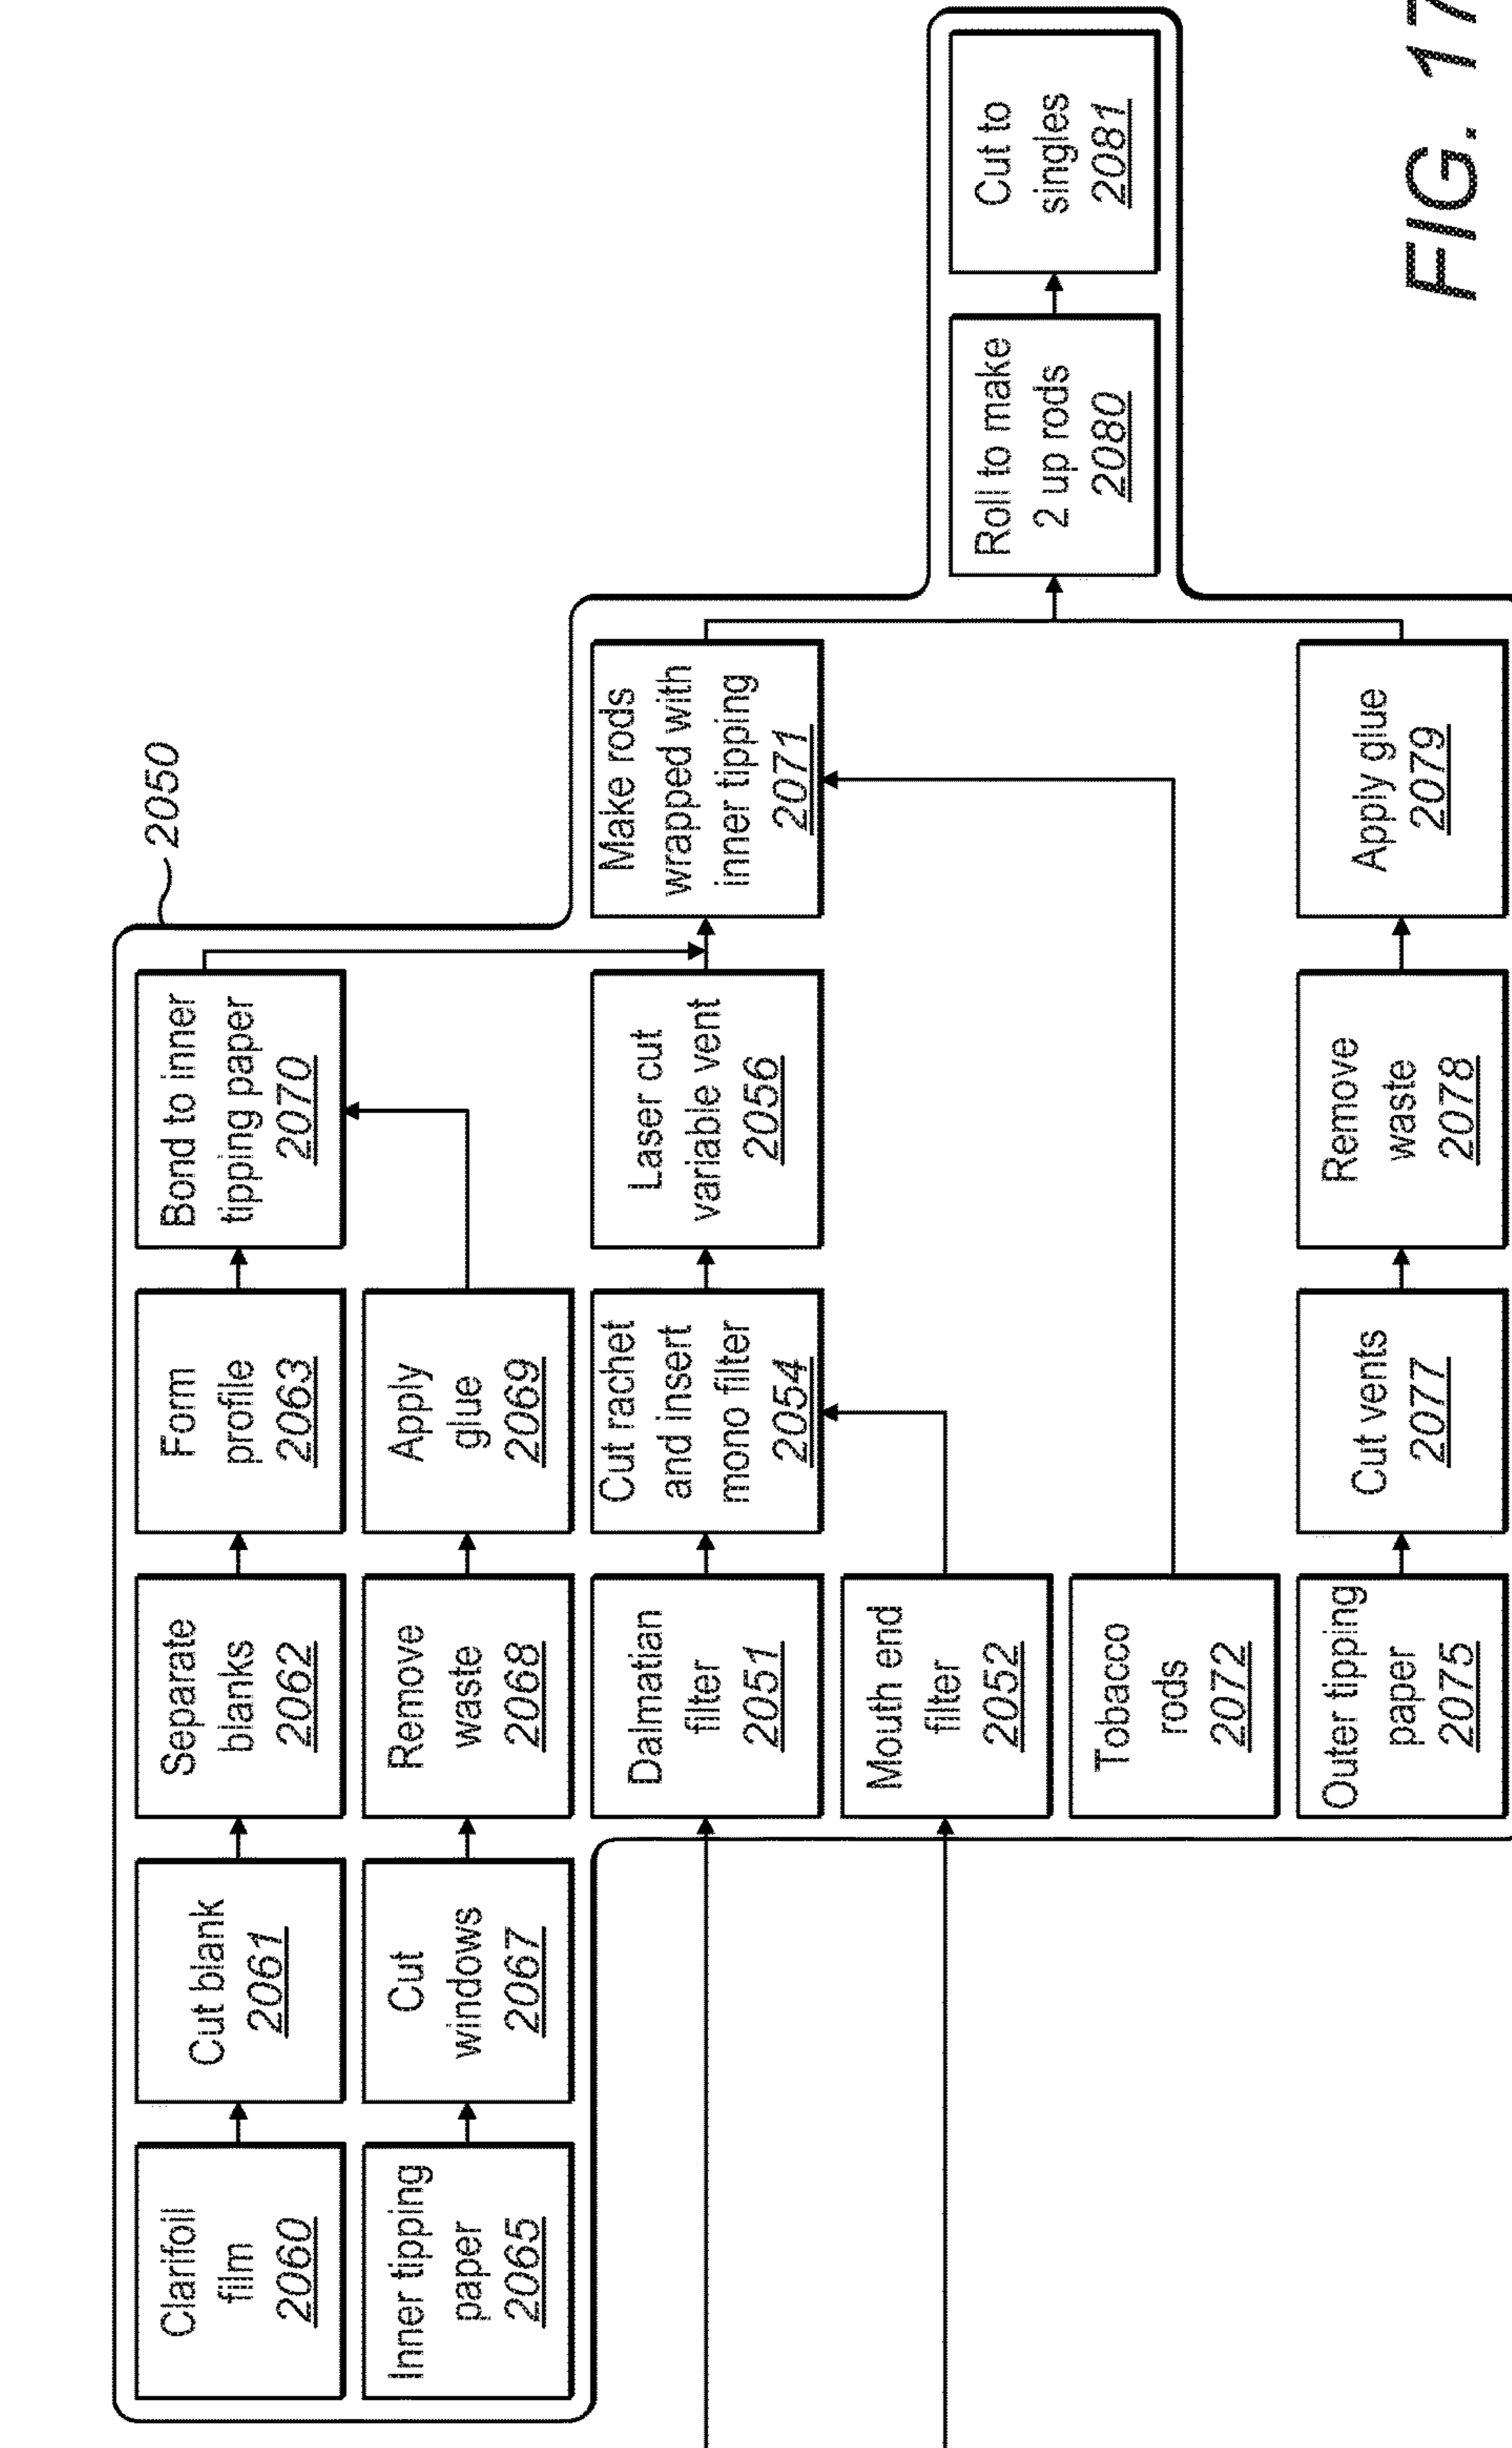 2050
Clarifoil
film
2060
Cut blank
2061
Separate
blanks
2062
Form
profile
2063
Bond to inner
tipping paper
2070
Inner tipping
paper
2065
Cut
windows
2067
Remove
waste
2068
Apply
glue
2069
Dalmatian
filter
2051
Cut rachet
and insert
mono filter
2054
Laser cut
variable vent
2056
Make rods
wrapped with
inner tipping
2071
Mouth end
filter
2052
Tobacco
rods
2072
Roll to make
2 up rods
2080
Cut to
singles
2081
Outer tipping
paper
2075
Cut vents
2077
Remove
waste
2078
Apply glue
2079
FIG. 17